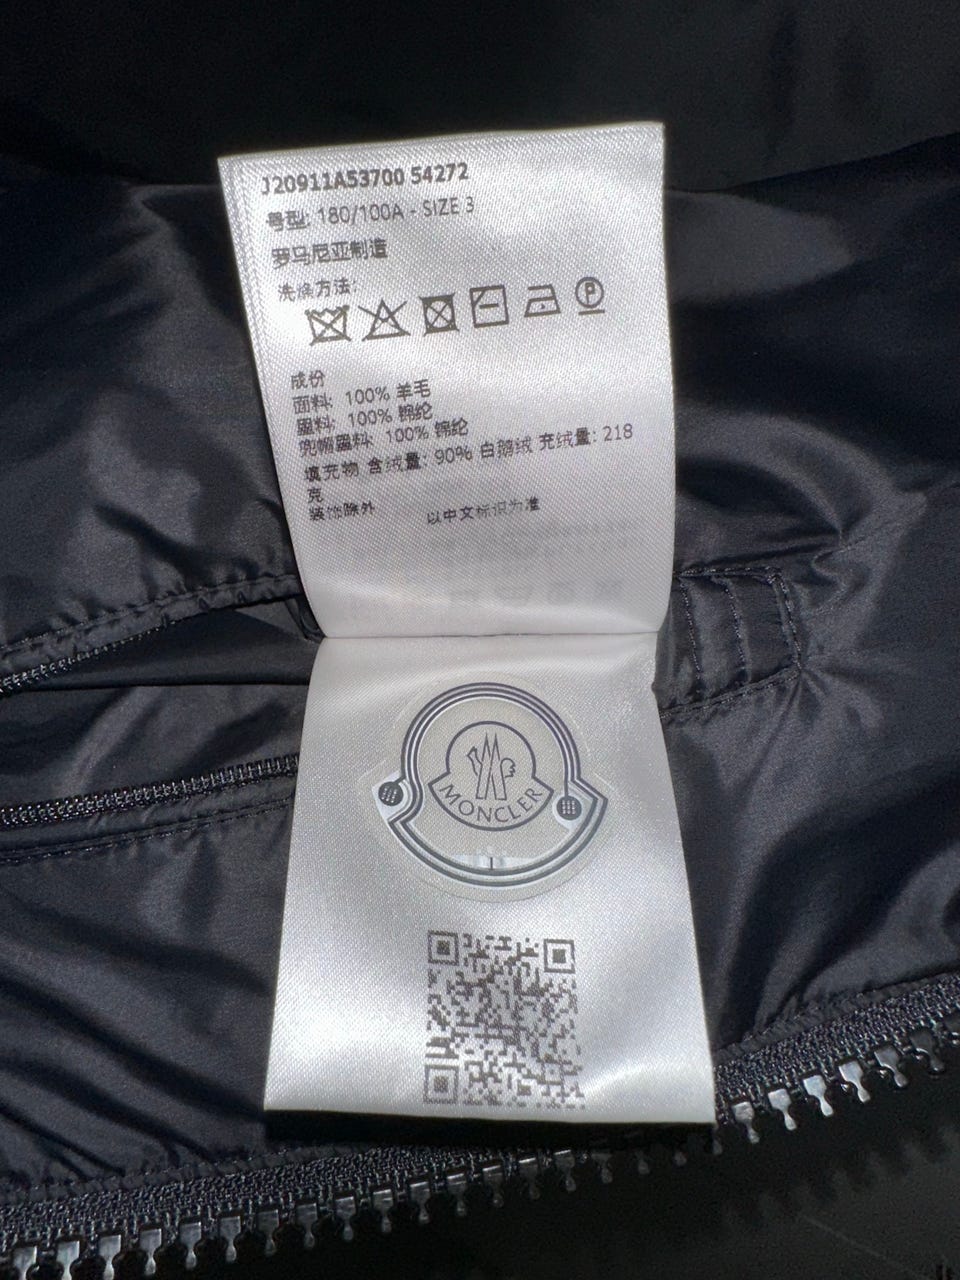 J20911A53700 54272
号型: 180/100A - SIZE 3
罗马尼亚制造
洗涤方法:
P
成份
面料: 100% 羊毛
里料: 100% 锦纶
兜帽里料: 100% 锦纶
填充物 含绒量: 90% 白鹅绒 充绒量: 218
克
装饰除外 以中文标识为准
MONCLER